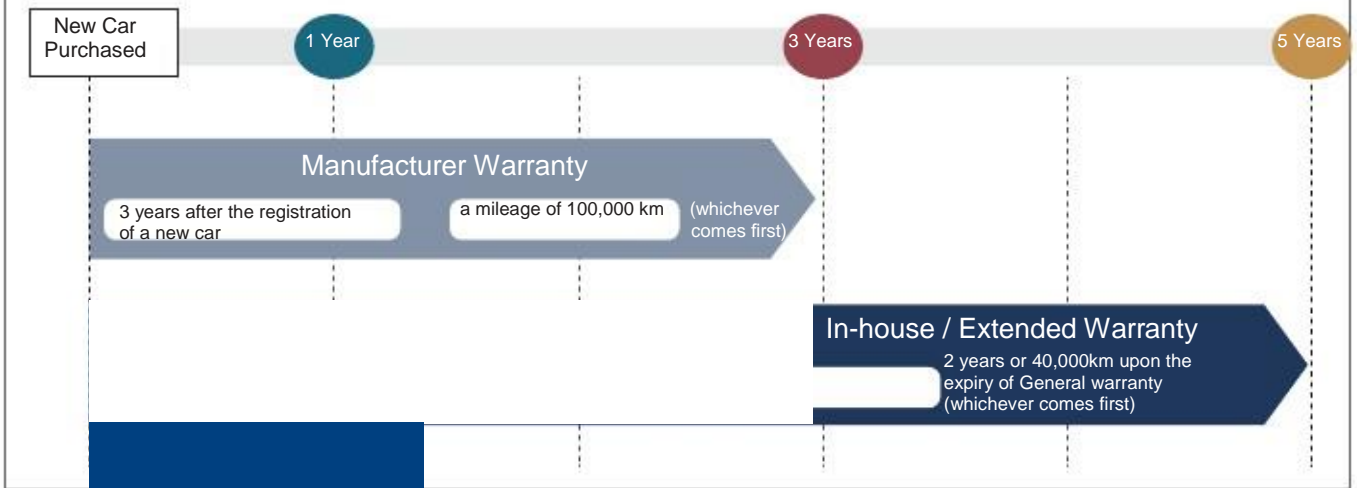 New Car
Purchased
1 Year
3 Years
5 Years
Manufacturer Warranty
3 years after the registration
of a new car
a mileage of 100,000 km
(whichever
comes first)
In-house / Extended Warranty
2 years or 40,000km upon the
expiry of General warranty
(whichever comes first)